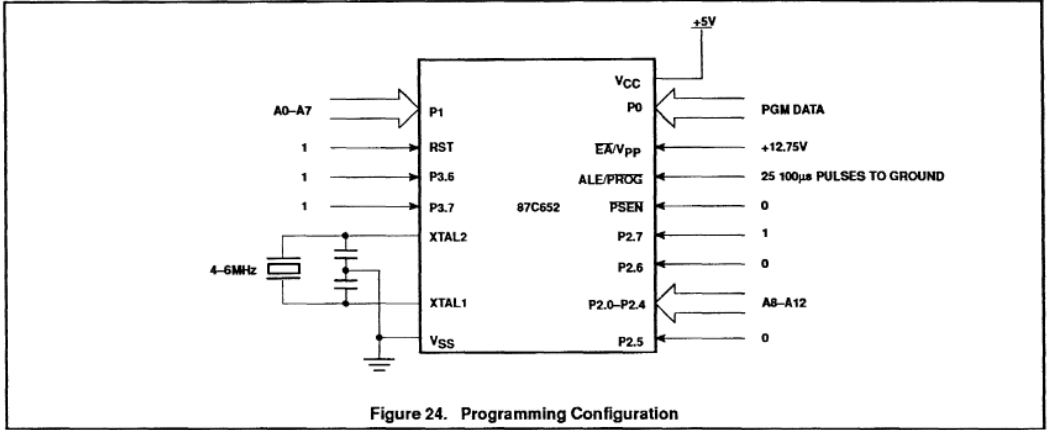 +5V
VCC
A0–A7
P1
P0
PGM DATA
1
RST
EA/VPP
+12.75V
1
P3.6
ALE/PROG
25 100µs PULSES TO GROUND
1
P3.7
87C652
PSEN
0
XTAL2
P2.7
1
4–6MHz
P2.6
0
XTAL1
P2.0–P2.4
A8–A12
VSS
P2.5
0
Figure 24. Programming Configuration